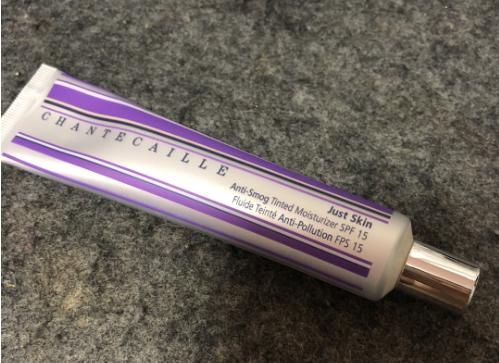 CHANTECAILLE
Just Skin
Anti-Smog Tinted Moisturizer SPF 15
Fluide Teinté Anti-Pollution FPS 15